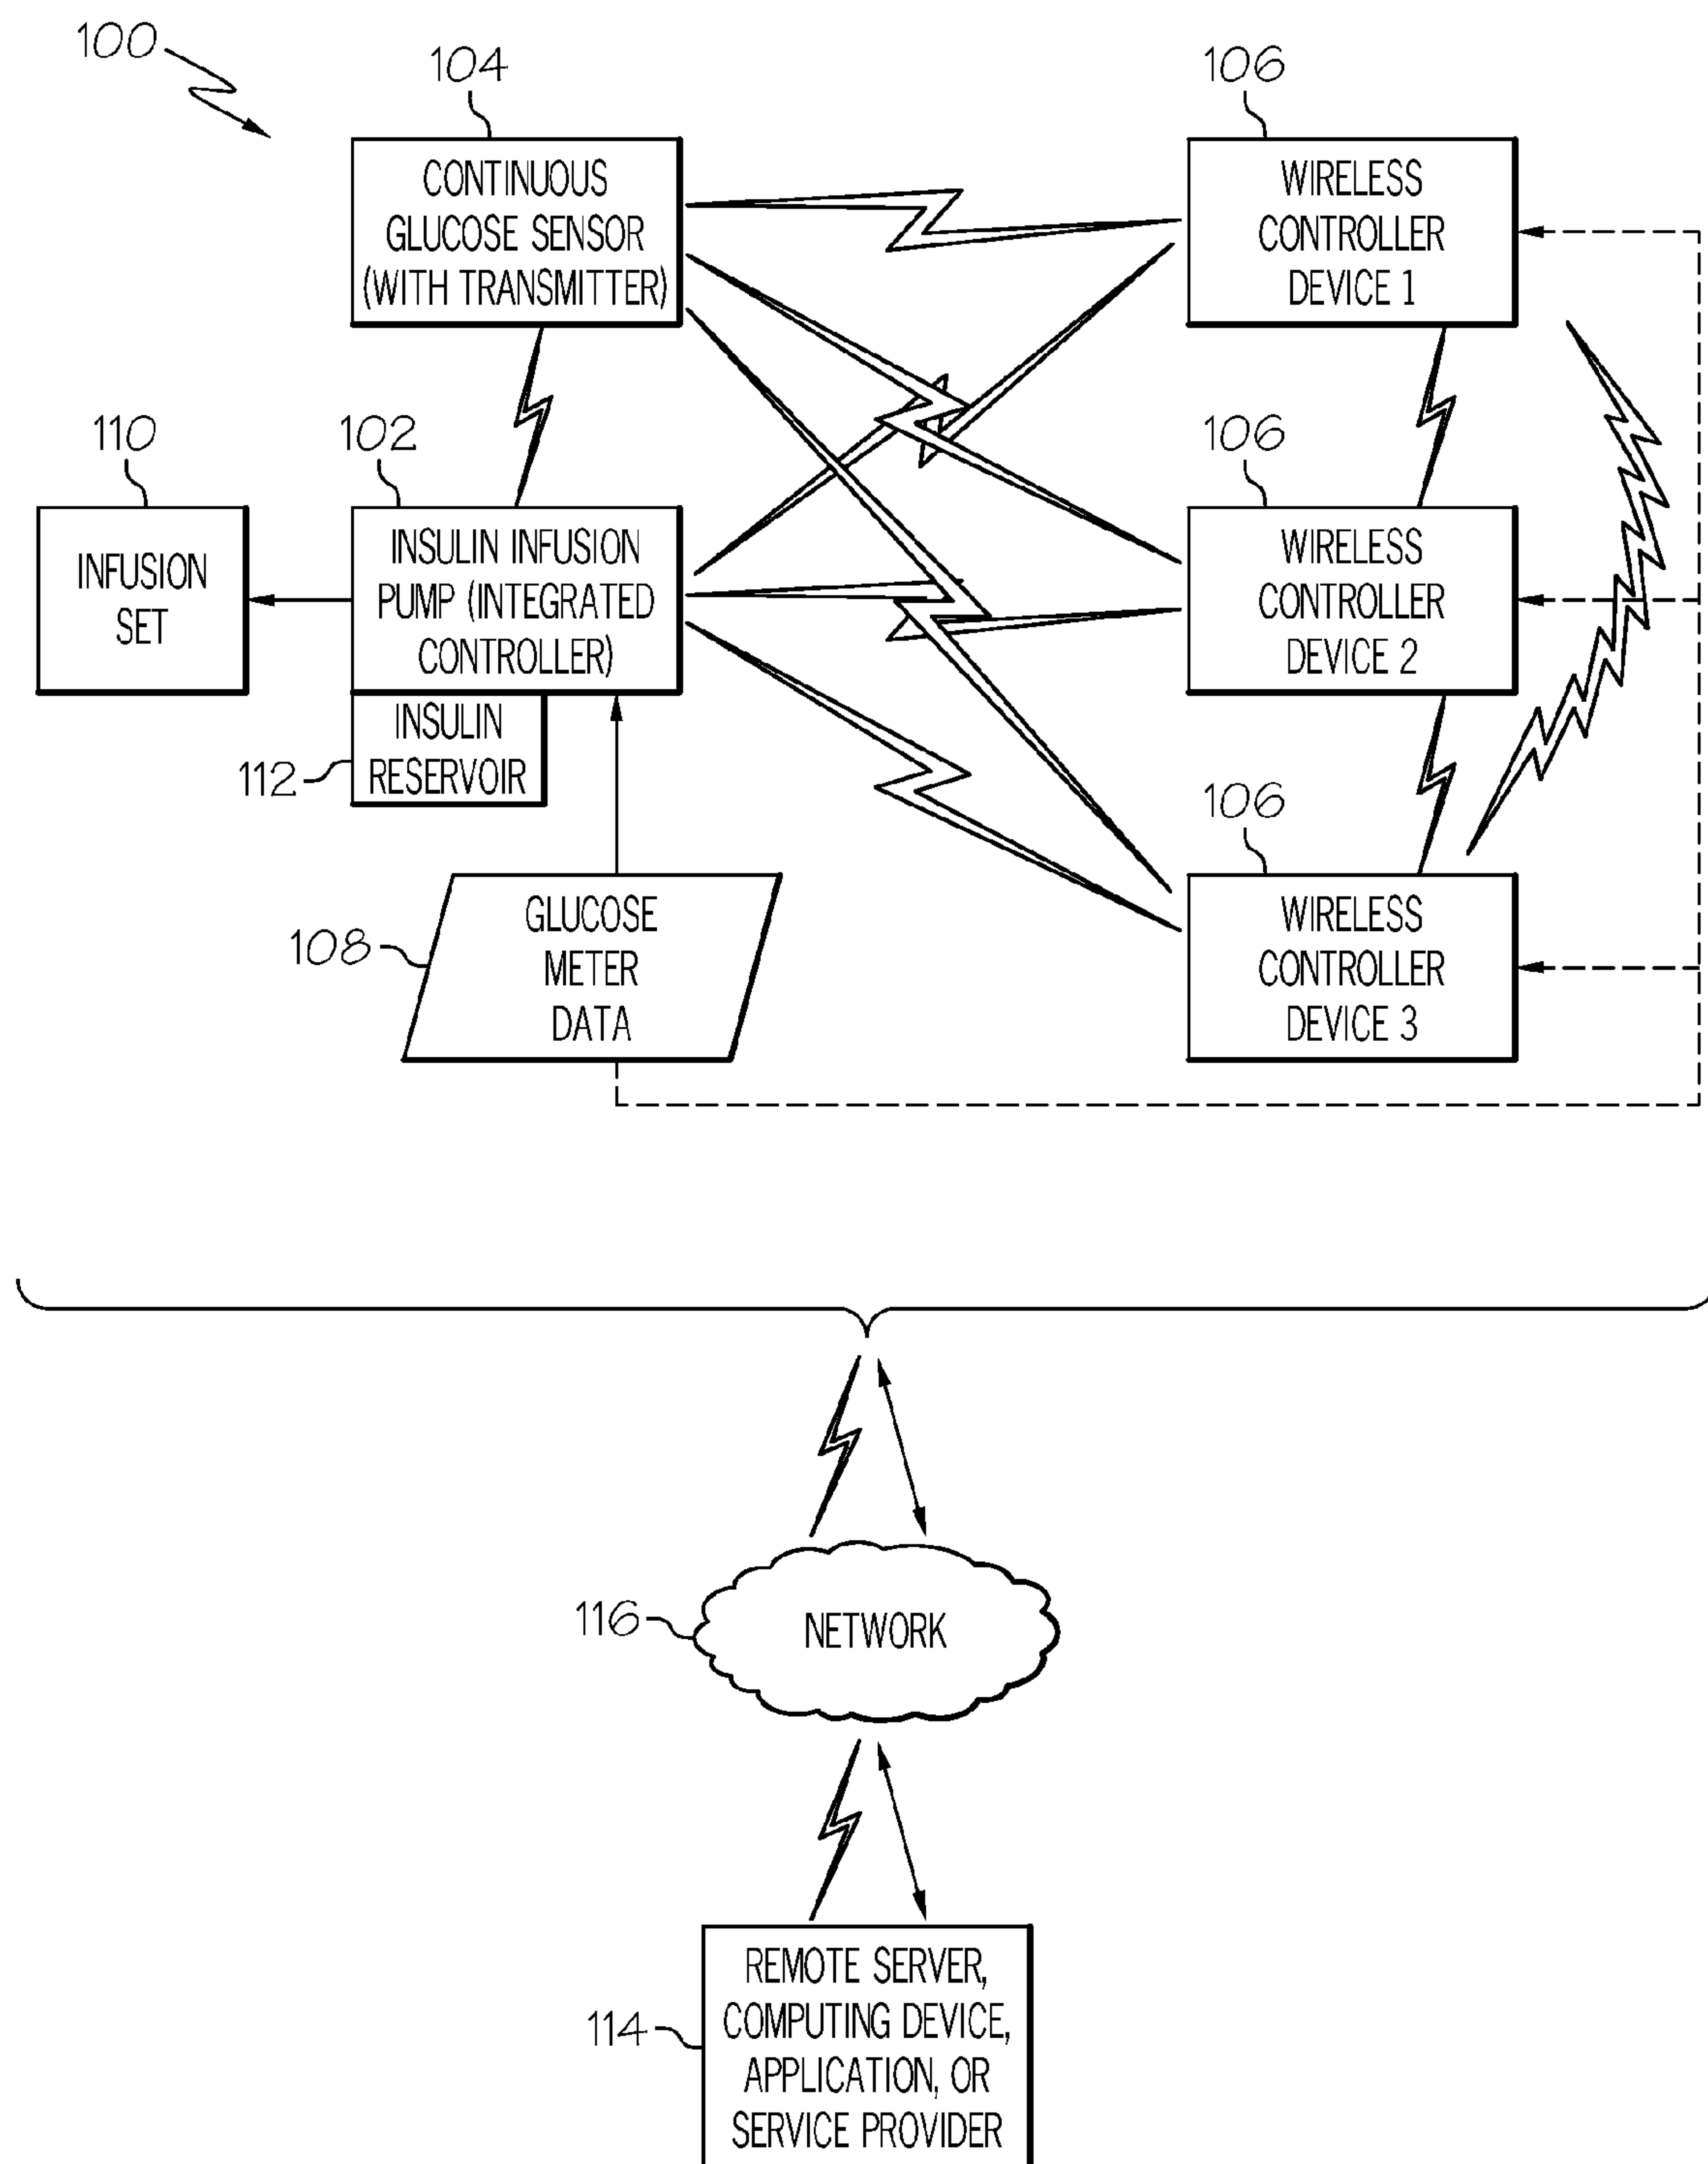 100
104
CONTINUOUS
GLUCOSE SENSOR
(WITH TRANSMITTER)
106
WIRELESS
CONTROLLER
DEVICE 1
110
INFUSION
SET
102
INSULIN INFUSION
PUMP (INTEGRATED
CONTROLLER)
106
WIRELESS
CONTROLLER
DEVICE 2
112
INSULIN
RESERVOIR
108
GLUCOSE
METER
DATA
106
WIRELESS
CONTROLLER
DEVICE 3
116
NETWORK
114
REMOTE SERVER,
COMPUTING DEVICE,
APPLICATION, OR
SERVICE PROVIDER